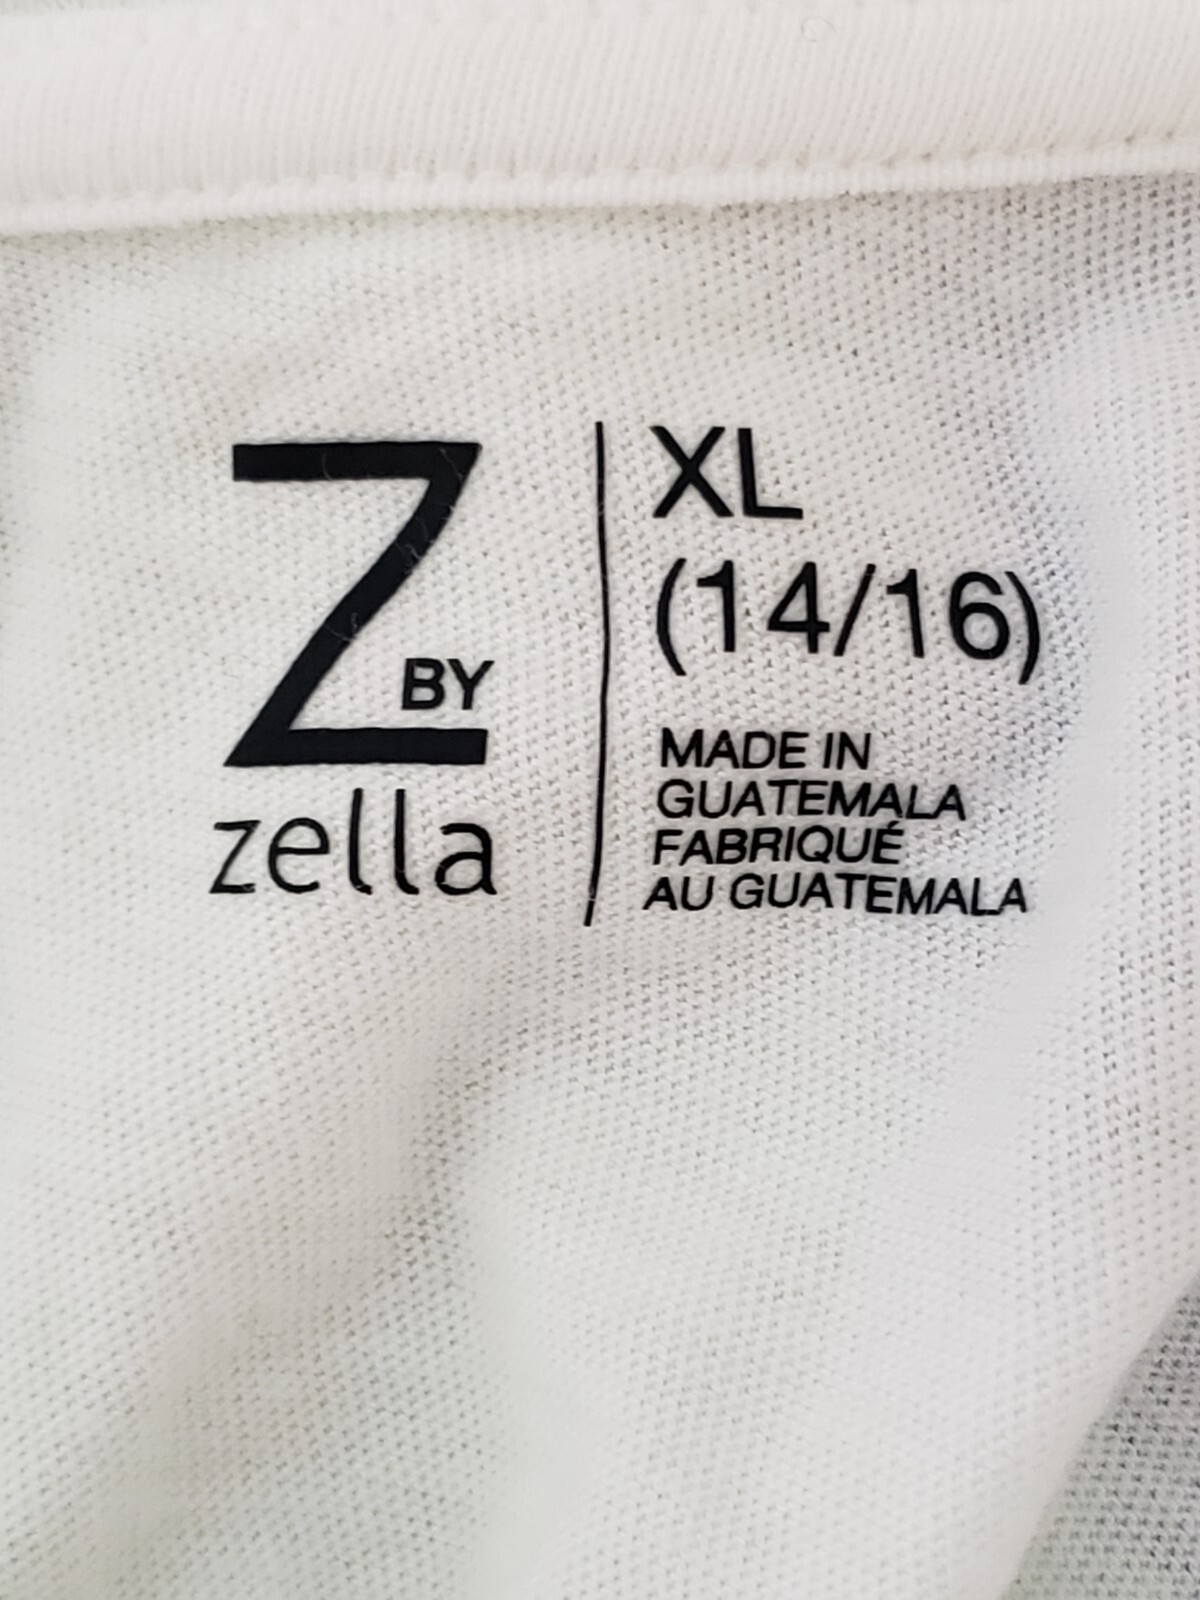 Z BY
zella
XL
(14/16)
MADE IN
GUATEMALA
FABRIQUÉ
AU GUATEMALA